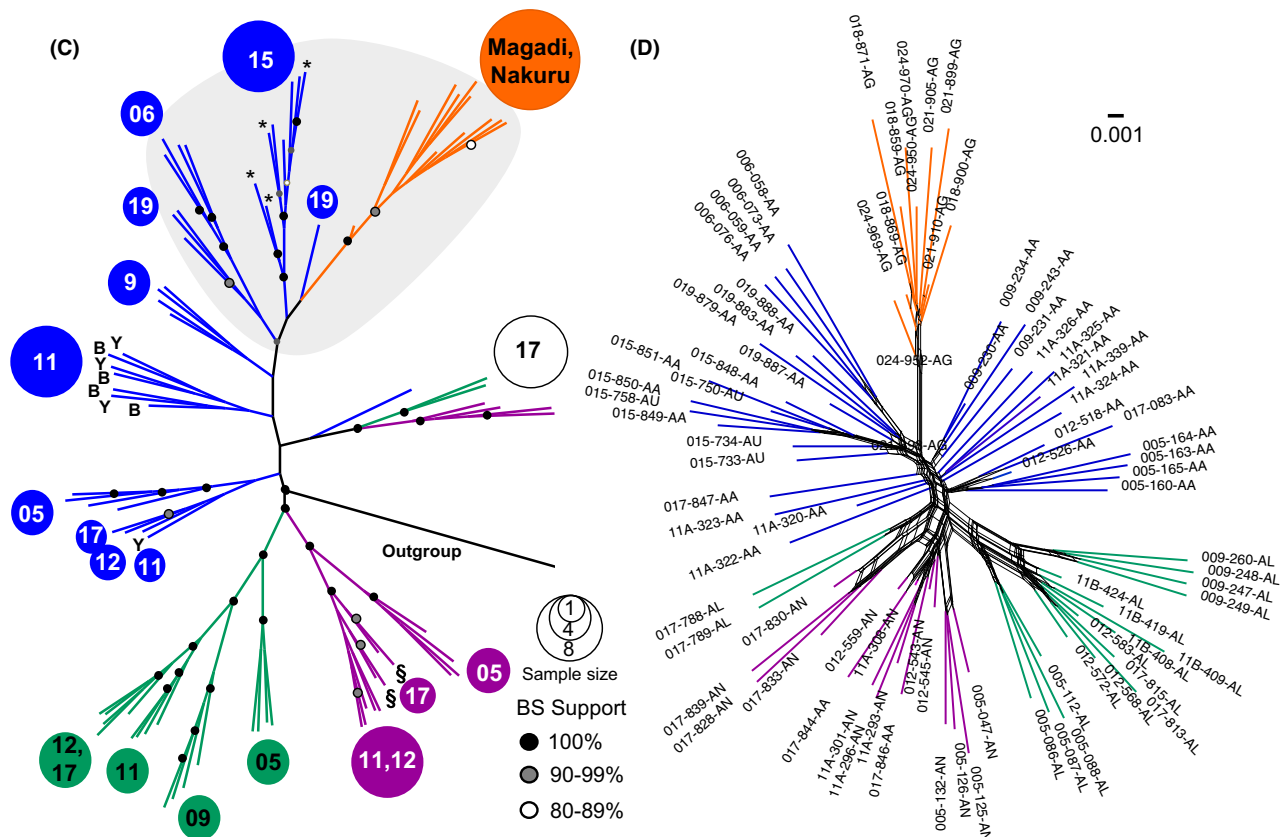 (C)
15
*
Magadi,
Nakuru
06
*
*
*
19
19
9
11
B
Y
Y
B
B
Y
B
17
05
17
12
Y
11
Outgroup
1
4
8
Sample size
BS Support
100%
90-99%
80-89%
05
§
§
17
11,12
05
09
11
12,
17
(D)
0.001
018-871-AG
024-970-AG
018-859-AG
024-950-AG
021-905-AG
021-899-AG
018-900-AG
021-910-AG
018-869-AG
024-969-AG
024-952-AG
006-058-AA
006-073-AA
006-059-AA
006-076-AA
019-888-AA
019-883-AA
019-879-AA
019-887-AA
015-851-AA
015-848-AA
015-750-AU
015-850-AA
015-758-AU
015-849-AA
015-734-AU
015-733-AU
017-847-AA
11A-323-AA
11A-320-AA
11A-322-AA
009-234-AA
009-243-AA
009-230-AA
009-231-AA
11A-326-AA
11A-325-AA
11A-321-AA
11A-339-AA
11A-324-AA
012-518-AA
017-083-AA
012-526-AA
005-164-AA
005-163-AA
005-165-AA
005-160-AA
017-788-AL
017-789-AL
017-830-AN
017-833-AN
017-839-AN
017-828-AN
012-559-AN
11A-308-AN
017-844-AA
11A-301-AN
11A-296-AN
11A-293-AN
017-846-AA
012-543-AN
012-545-AN
005-047-AN
005-132-AN
005-126-AN
005-125-AN
009-260-AL
009-248-AL
009-247-AL
009-249-AL
11B-424-AL
11B-419-AL
11B-408-AL
11B-409-AL
012-583-AL
012-572-AL
012-568-AL
017-815-AL
017-813-AL
005-112-AL
005-088-AL
005-087-AL
005-086-AL